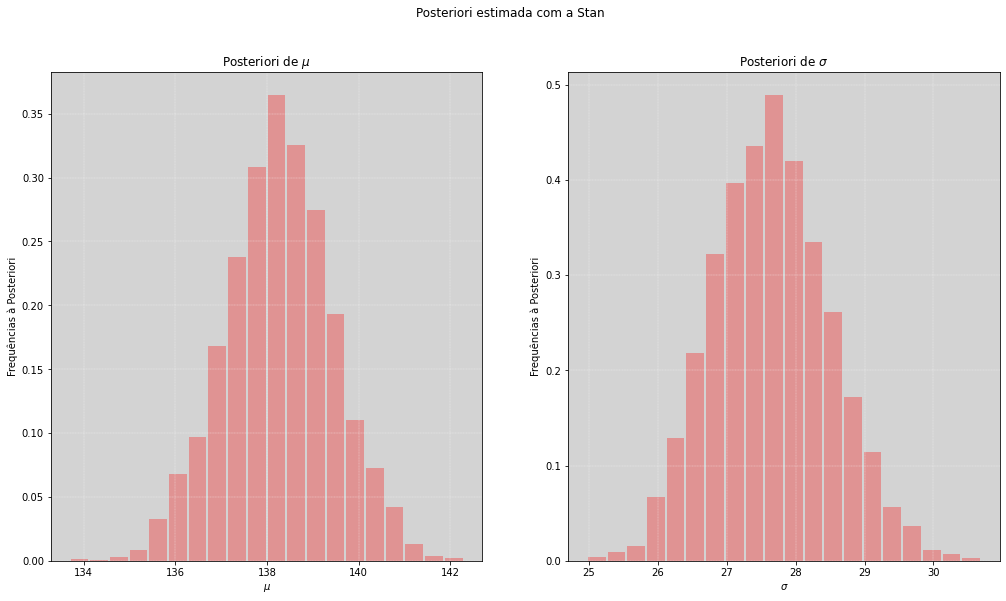 Posteriori estimada com a Stan
Posteriori de μ
Frequências à Posteriori
0.35
0.30
0.25
0.20
0.15
0.10
0.05
0.00
134 136 138 140 142
μ
Posteriori de σ
Frequências à Posteriori
0.5
0.4
0.3
0.2
0.1
0.0
25 26 27 28 29 30
σ